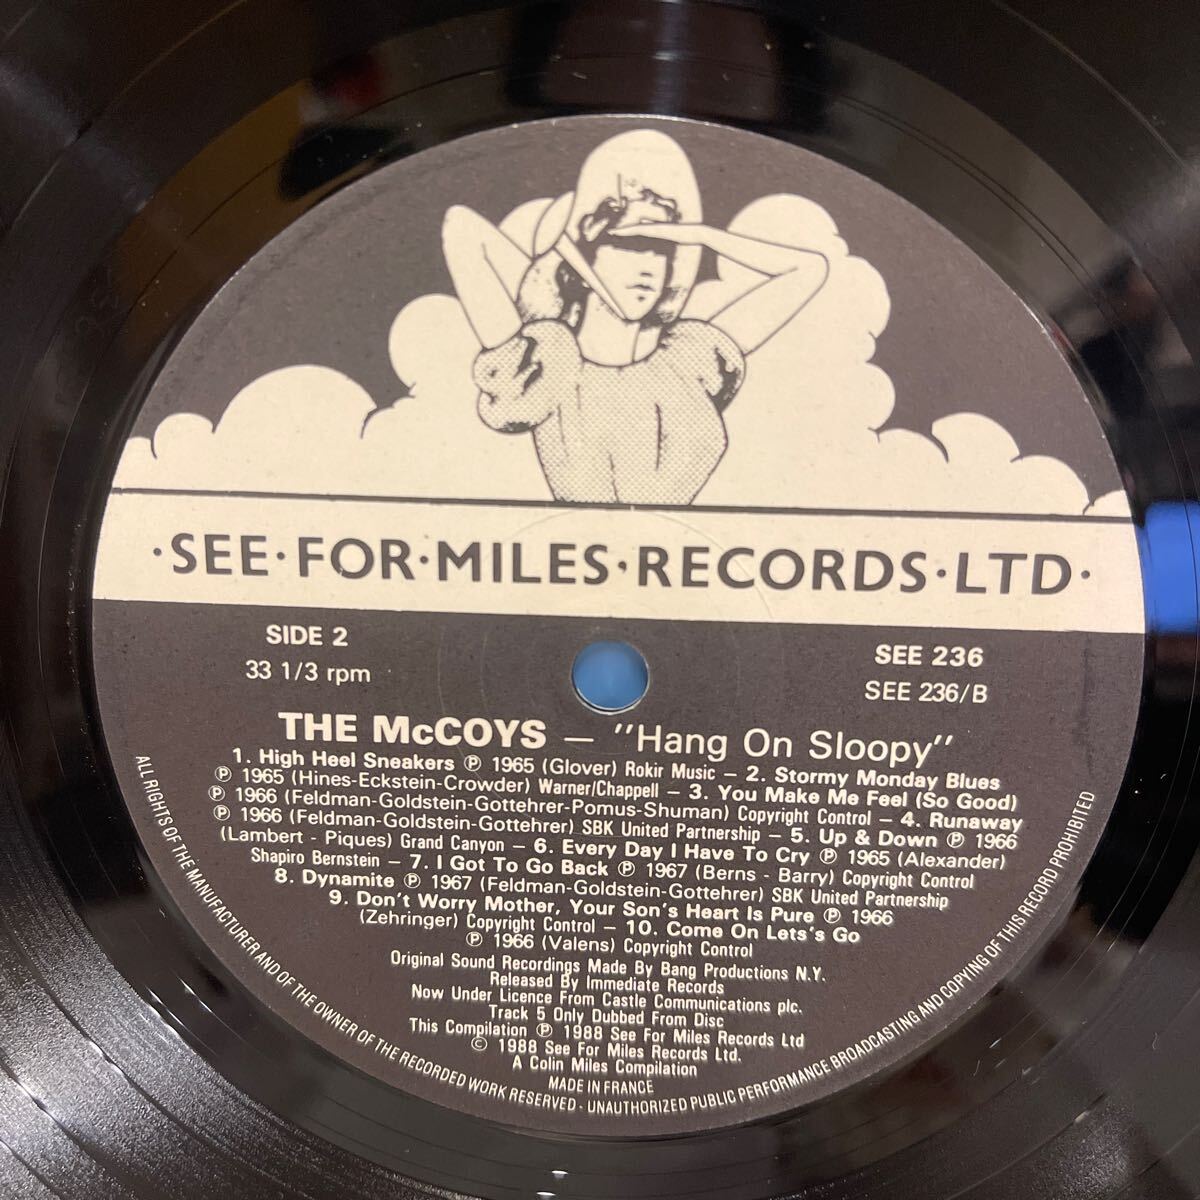 ·SEE·FOR·MILES·RECORDS·LTD·
SIDE 2
33 1/3 rpm
SEE 236
SEE 236/B
THE McCOYS – "Hang On Sloopy"
1. High Heel Sneakers ℗ 1965 (Glover) Rokir Music – 2. Stormy Monday Blues
℗ 1965 (Hines-Eckstein-Crowder) Warner/Chappell – 3. You Make Me Feel (So Good)
℗ 1966 (Feldman-Goldstein-Gottehrer-Pomus-Shuman) Copyright Control – 4. Runaway
℗ 1966 (Feldman-Goldstein-Gottehrer) SBK United Partnership – 5. Up & Down ℗ 1966
(Lambert - Piques) Grand Canyon – 6. Every Day I Have To Cry ℗ 1965 (Alexander)
Shapiro Bernstein – 7. I Got To Go Back ℗ 1967 (Berns - Barry) Copyright Control
8. Dynamite ℗ 1967 (Feldman-Goldstein-Gottehrer) SBK United Partnership
9. Don't Worry Mother, Your Son's Heart Is Pure ℗ 1966
(Zehringer) Copyright Control – 10. Come On Lets's Go
℗ 1966 (Valens) Copyright Control
Original Sound Recordings Made By Bang Productions N.Y.
Released By Immediate Records
Now Under Licence From Castle Communications plc.
Track 5 Only Dubbed From Disc
This Compilation ℗ 1988 See For Miles Records Ltd
© 1988 See For Miles Records Ltd.
A Colin Miles Compilation
MADE IN FRANCE
ALL RIGHTS OF THE MANUFACTURER AND OF THE OWNER OF THE RECORDED WORK RESERVED - UNAUTHORIZED PUBLIC PERFORMANCE BROADCASTING AND COPYING OF THIS RECORD PROHIBITED